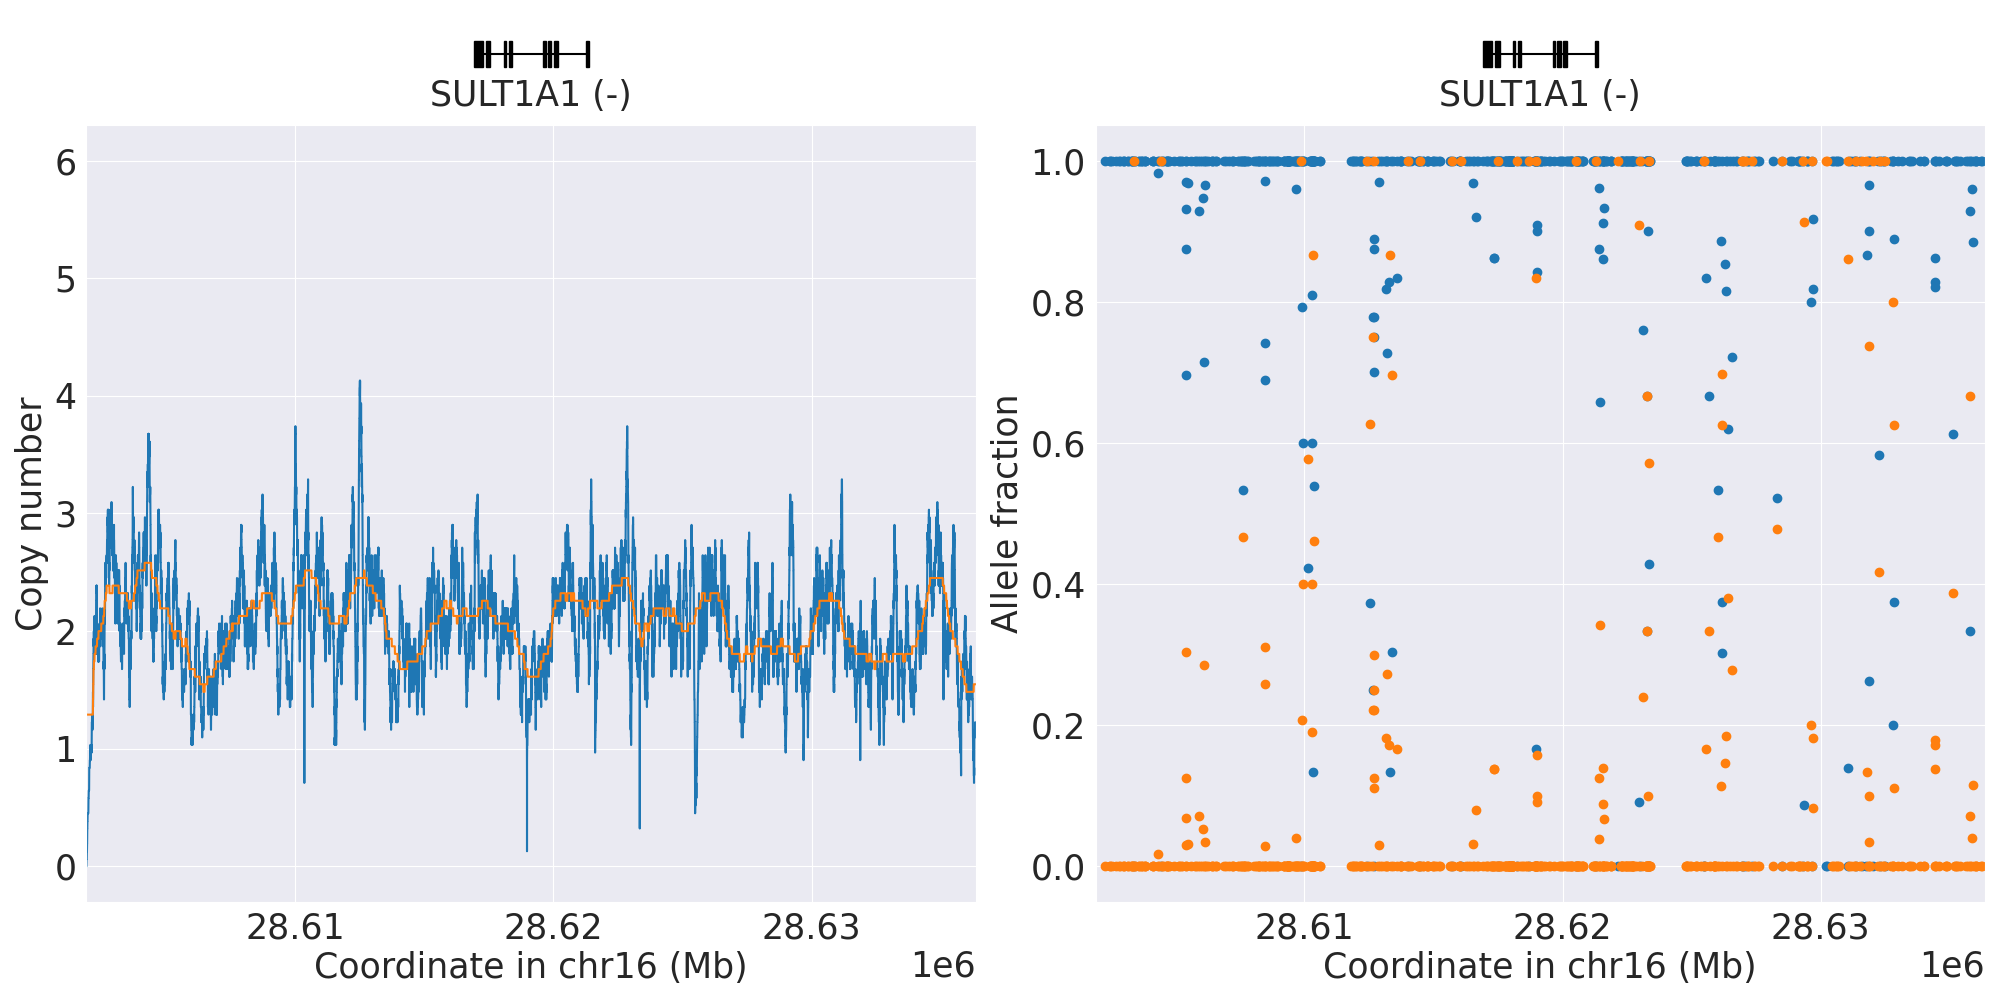 SULT1A1 (-)
6
5
4
3
2
1
0
Copy number
28.61
28.62
28.63
Coordinate in chr16 (Mb)
1e6
SULT1A1 (-)
1.0
0.8
0.6
0.4
0.2
0.0
Allele fraction
28.61
28.62
28.63
Coordinate in chr16 (Mb)
1e6